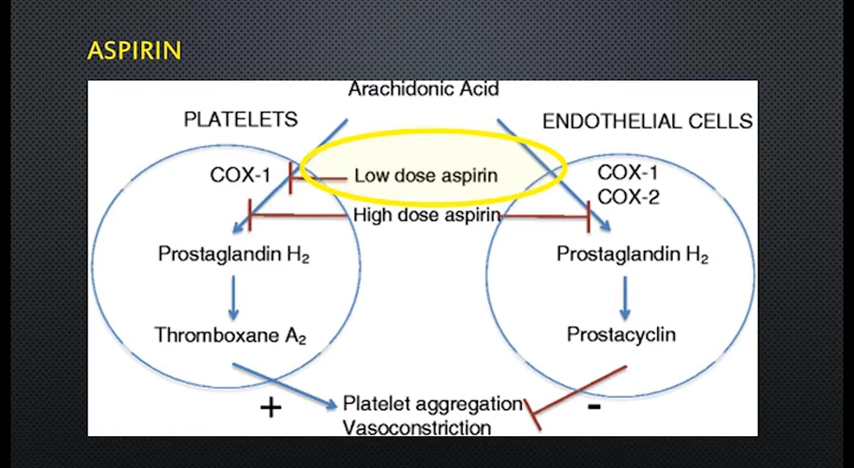 ASPIRIN
Arachidonic Acid
PLATELETS
ENDOTHELIAL CELLS
COX-1
Low dose aspirin
COX-1
COX-2
High dose aspirin
Prostaglandin H₂
Prostaglandin H₂
Thromboxane A₂
Prostacyclin
+
Platelet aggregation
-
Vasoconstriction